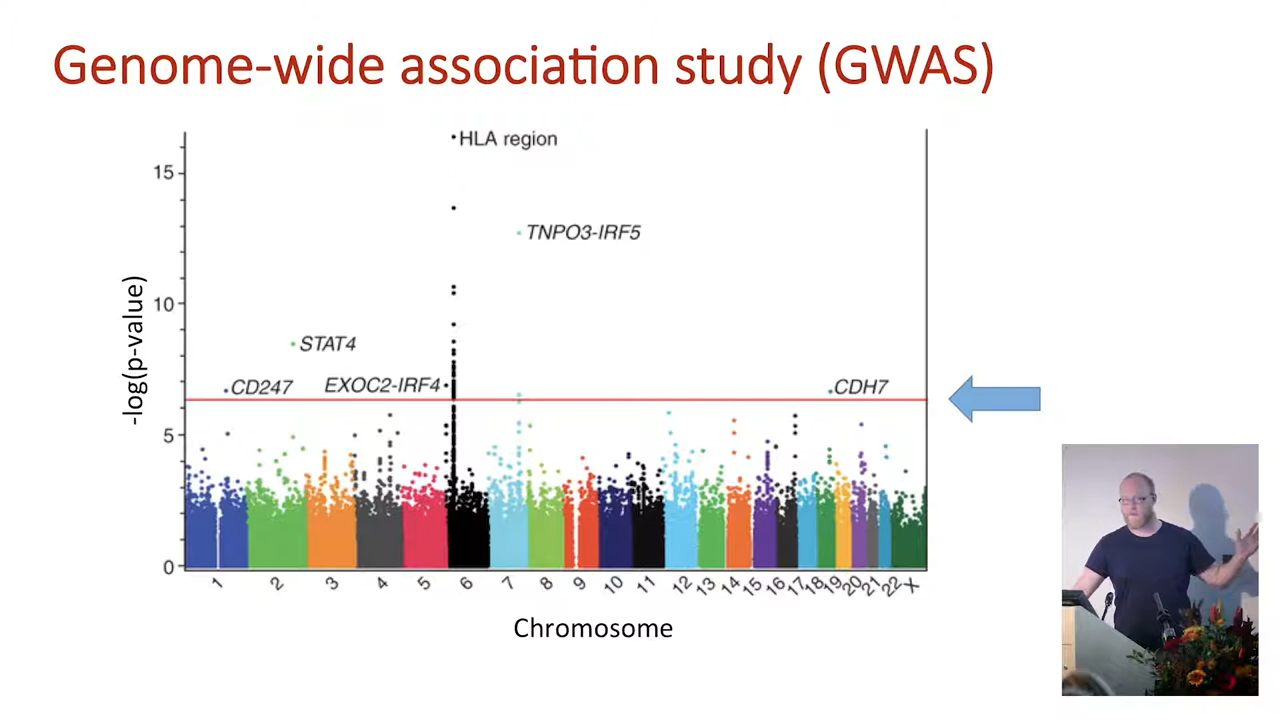 Genome-wide association study (GWAS)
HLA region
15
TNPO3-IRF5
-log(p-value)
10
STAT4
CD247
EXOC2-IRF4
CDH7
5
0
1 2 3 4 5 6 7 8 9 10 11 12 13 14 15 16 17 18 19 20 21 22 X
Chromosome